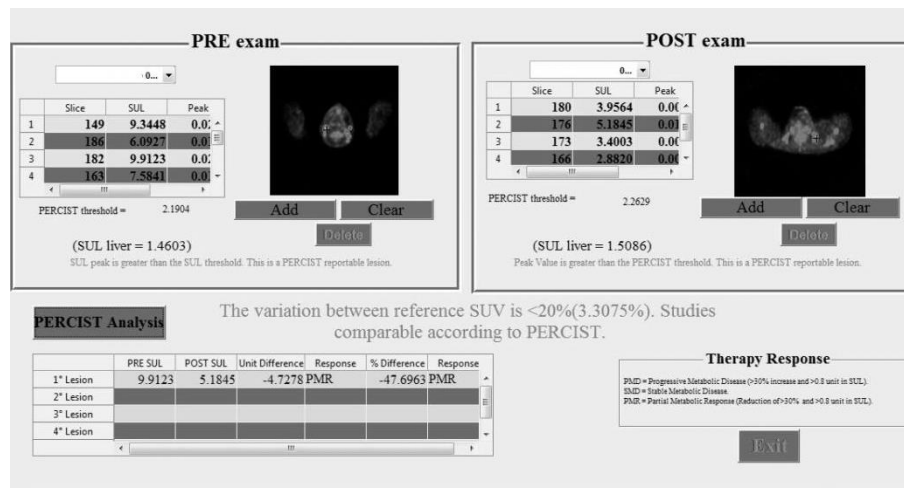 PRE exam
0...
Slice SUL Peak
1 149 9.3448
2 186 6.0927
3 182 9.9123
4 163 7.5841
PERCIST threshold = 2.1904
Add Clear
Delete
(SUL liver = 1.4603)
SUL peak is greater than the SUL threshold. This is a PERCIST reportable lesion.
POST exam
0...
Slice SUL Peak
1 180 3.9564
2 176 5.1845
3 173 3.4003
4 166 2.8820
PERCIST threshold = 2.2629
Add Clear
Delete
(SUL liver = 1.5086)
Peak Value is greater than the PERCIST threshold. This is a PERCIST reportable lesion.
PERCIST Analysis
The variation between reference SUV is <20%(3.3075%). Studies
comparable according to PERCIST.
PRE SUL POST SUL Unit Difference Response % Difference Response
1° Lesion 9.9123 5.1845 -4.7278 PMR -47.6963 PMR
2° Lesion
3° Lesion
4° Lesion
Therapy Response
PMD = Progressive Metabolic Disease (>30% increase and >0.8 unit in SUL).
SMD = Stable Metabolic Disease.
PMR = Partial Metabolic Response (Reduction of>30% and >0.8 unit in SUL).
Exit